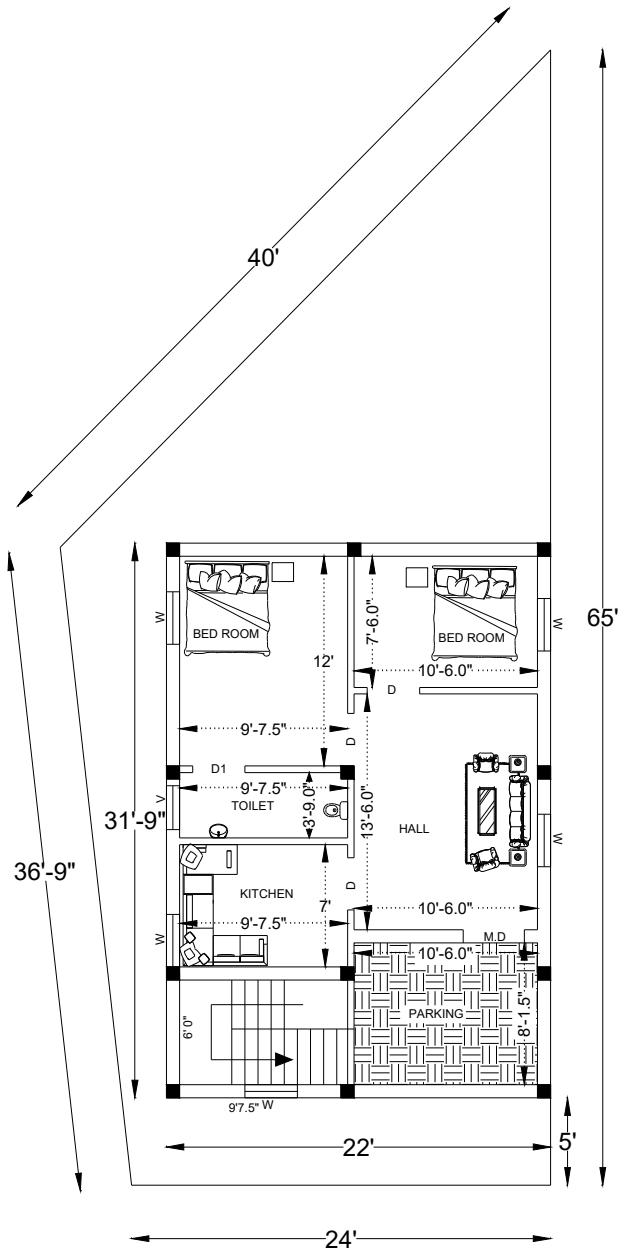 40'
65'
W
BED ROOM
BED ROOM
W
7'-6.0"
12'
10'-6.0"
D
9'-7.5"
D
D1
9'-7.5"
TOILET
3'-9.0"
V
31'-9"
13'-6.0"
HALL
W
36'-9"
KITCHEN
D
7'
9'-7.5"
10'-6.0"
W
M.D
10'-6.0"
PARKING
8'-1.5"
6' 0"
9'7.5" W
22'
5'
24'